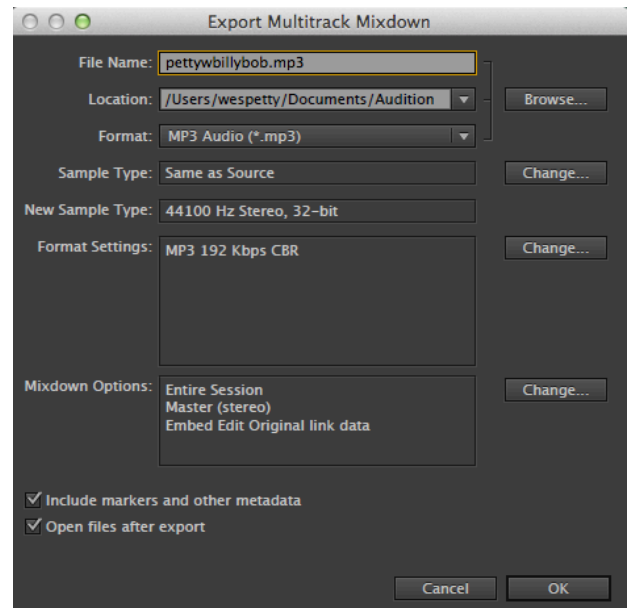 Export Multitrack Mixdown
File Name: pettywbillybob.mp3
Location: /Users/wespetty/Documents/Audition Browse...
Format: MP3 Audio (*.mp3)
Sample Type: Same as Source Change...
New Sample Type: 44100 Hz Stereo, 32-bit
Format Settings: MP3 192 Kbps CBR Change...
Mixdown Options: Entire Session Change...
Master (stereo)
Embed Edit Original link data
Include markers and other metadata
Open files after export
Cancel OK